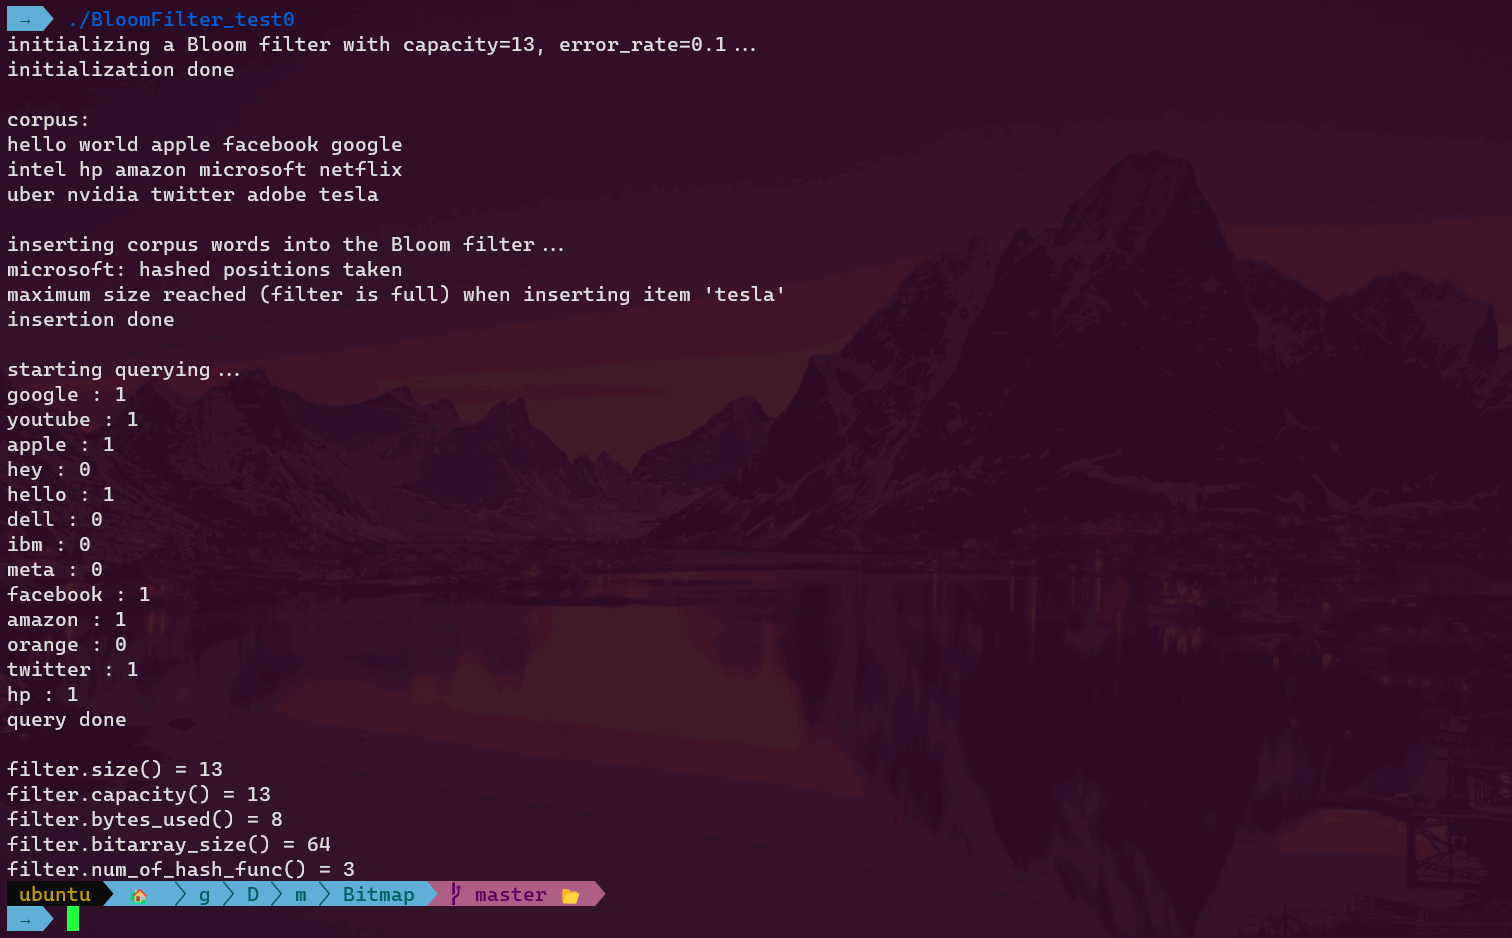 → ./BloomFilter_test0
initializing a Bloom filter with capacity=13, error_rate=0.1...
initialization done
corpus:
hello world apple facebook google
intel hp amazon microsoft netflix
uber nvidia twitter adobe tesla
inserting corpus words into the Bloom filter...
microsoft: hashed positions taken
maximum size reached (filter is full) when inserting item 'tesla'
insertion done
starting querying...
google : 1
youtube : 1
apple : 1
hey : 0
hello : 1
dell : 0
ibm : 0
meta : 0
facebook : 1
amazon : 1
orange : 0
twitter : 1
hp : 1
query done
filter.size() = 13
filter.capacity() = 13
filter.bytes_used() = 8
filter.bitarray_size() = 64
filter.num_of_hash_func() = 3
ubuntu g D m Bitmap master
→